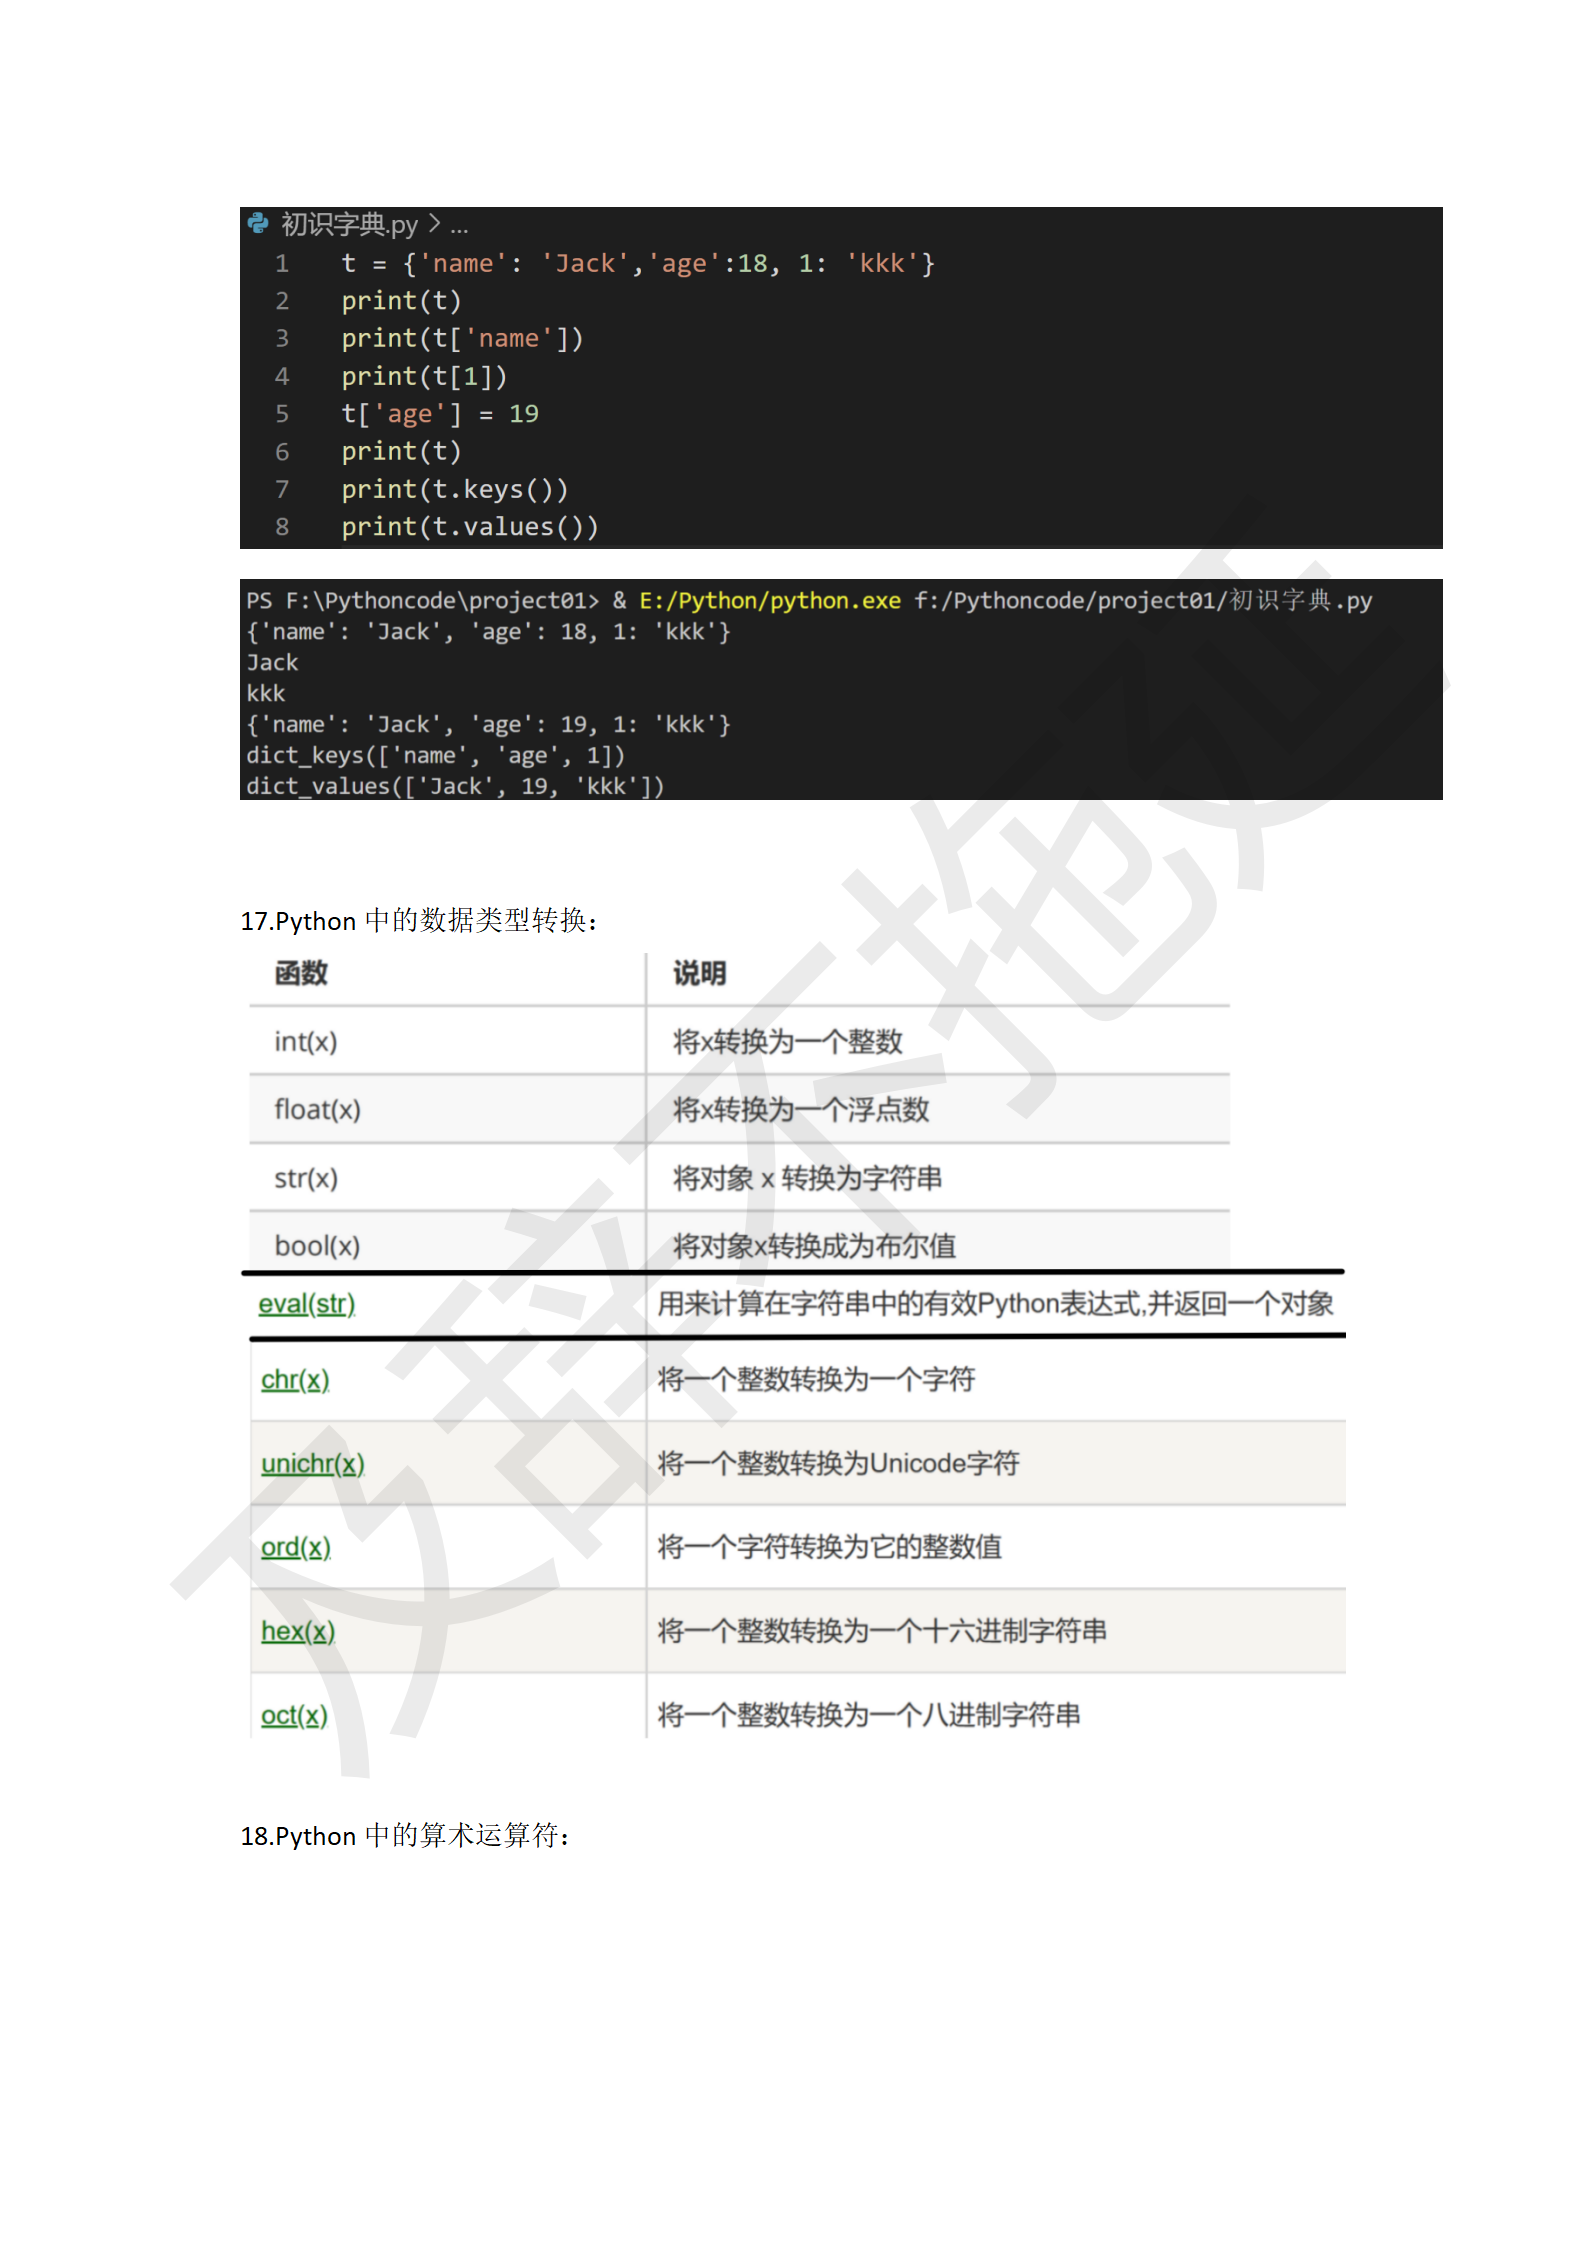 初识字典.py > ...
1 t = {'name': 'Jack','age':18, 1: 'kkk'}
2 print(t)
3 print(t['name'])
4 print(t[1])
5 t['age'] = 19
6 print(t)
7 print(t.keys())
8 print(t.values())
PS F:\Pythoncode\project01> & E:/Python/python.exe f:/Pythoncode/project01/初识字典.py
{'name': 'Jack', 'age': 18, 1: 'kkk'}
Jack
kkk
{'name': 'Jack', 'age': 19, 1: 'kkk'}
dict_keys(['name', 'age', 1])
dict_values(['Jack', 19, 'kkk'])
17.Python 中的数据类型转换：
函数 说明
int(x) 将x转换为一个整数
float(x) 将x转换为一个浮点数
str(x) 将对象 x 转换为字符串
bool(x) 将对象x转换成为布尔值
eval(str) 用来计算在字符串中的有效Python表达式,并返回一个对象
chr(x) 将一个整数转换为一个字符
unichr(x) 将一个整数转换为Unicode字符
ord(x) 将一个字符转换为它的整数值
hex(x) 将一个整数转换为一个十六进制字符串
oct(x) 将一个整数转换为一个八进制字符串
18.Python 中的算术运算符：
及辞不拖延